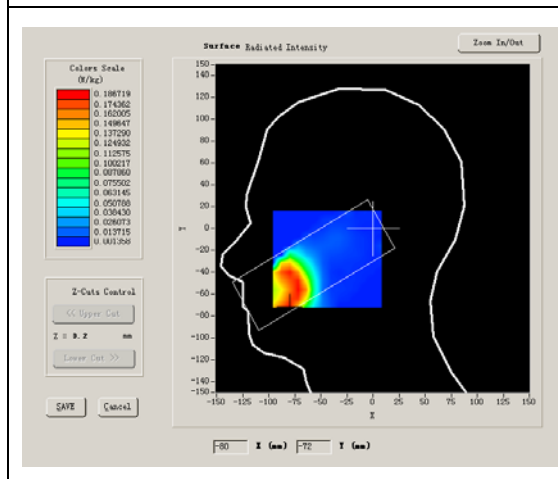 Surface Radiated Intensity
Zoom In/Out
Colors Scale
(W/kg)
0.186719
0.174362
0.162005
0.149647
0.137290
0.124932
0.112575
0.100217
0.087860
0.075502
0.063145
0.050788
0.038430
0.026073
0.013715
0.001358
150
140
120
100
80
60
40
20
0
-20
-40
-60
-80
-100
-120
-140
-150
Y
-150 -125 -100 -75 -50 -25 0 25 50 75 100 125 150
X
Z-Cuts Control
<< Upper Cut
Z = 0.2 mm
Lower Cut >>
SAVE Cancel
-80 X (mm) -72 Y (mm)